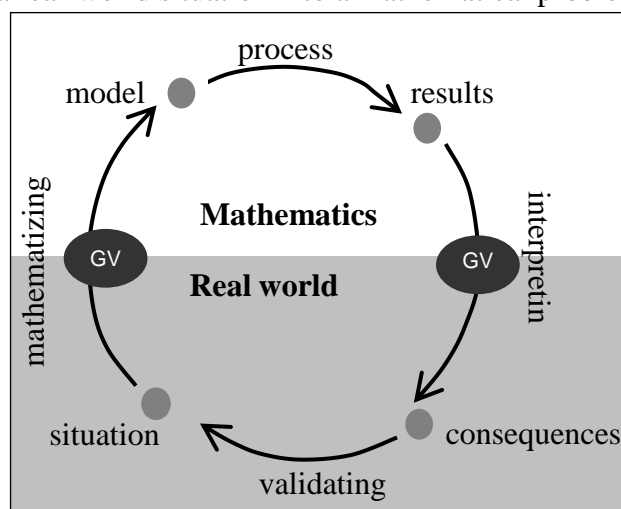 process
model
results
mathematizing
interpretin
Mathematics
GV
GV
Real world
situation
consequences
validating